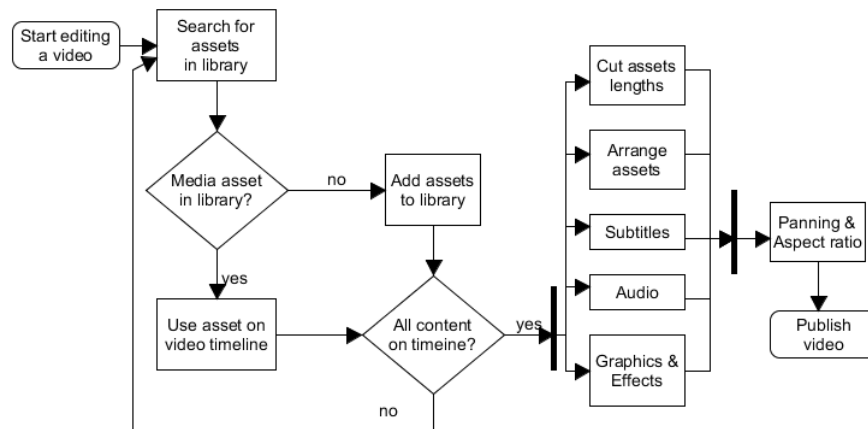 Start editing
a video
Search for
assets
in library
Media asset
in library?
no
Add assets
to library
yes
Use asset on
video timeline
All content
on timeine?
yes
no
Cut assets
lengths
Arrange
assets
Subtitles
Audio
Graphics &
Effects
Panning &
Aspect ratio
Publish
video